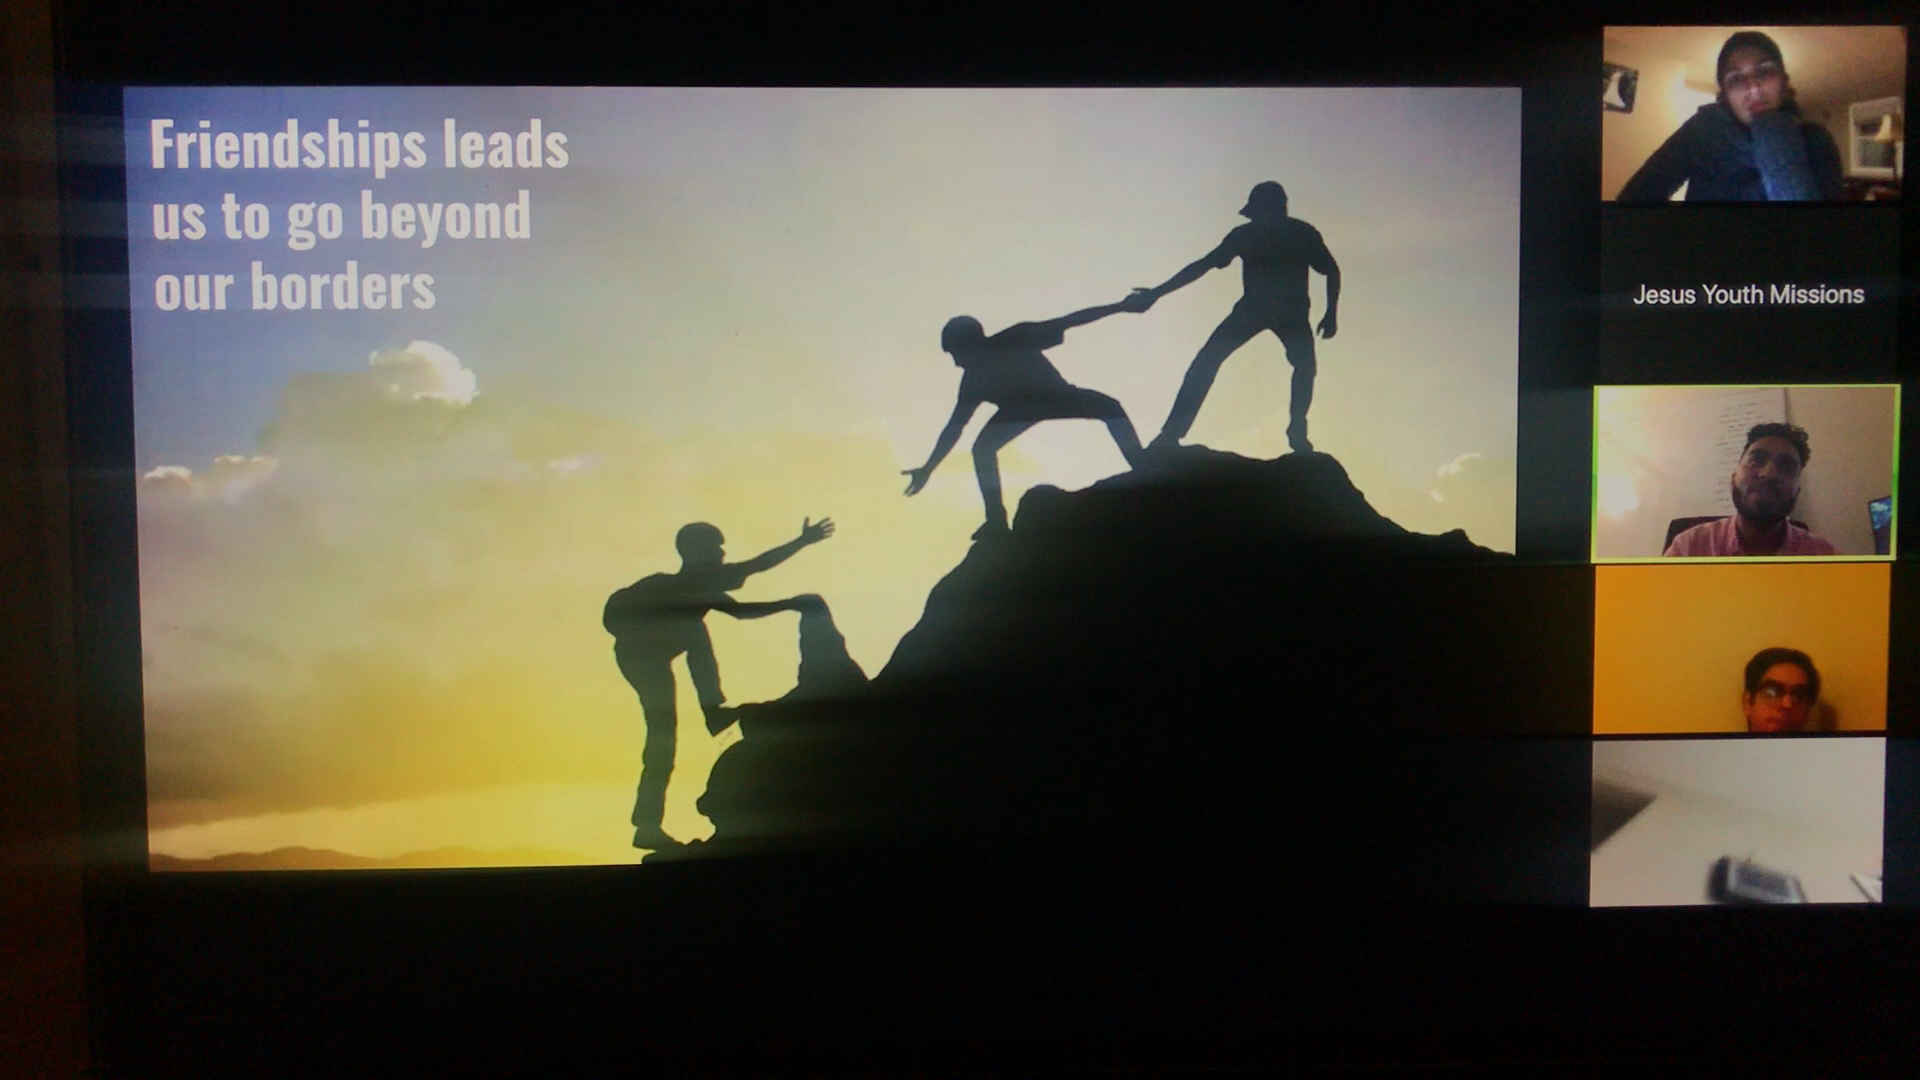 Friendships leads
us to go beyond
our borders
Jesus Youth Missions